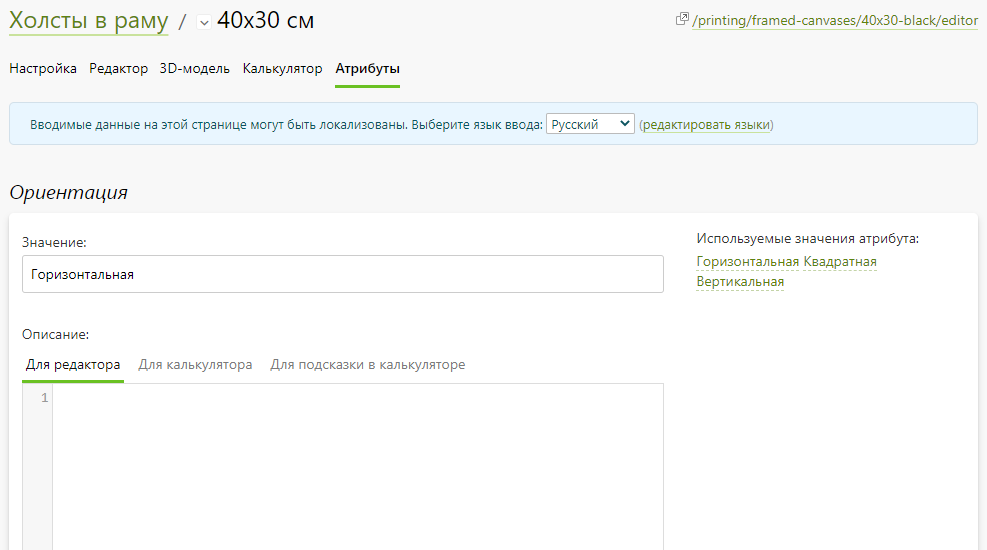 Холсты в раму / 40x30 см
/printing/framed-canvases/40x30-black/editor
Настройка Редактор 3D-модель Калькулятор Атрибуты
Вводимые данные на этой странице могут быть локализованы. Выберите язык ввода: Русский (редактировать языки)
Ориентация
Значение:
Горизонтальная
Используемые значения атрибута:
Горизонтальная Квадратная
Вертикальная
Описание:
Для редактора Для калькулятора Для подсказки в калькуляторе
1